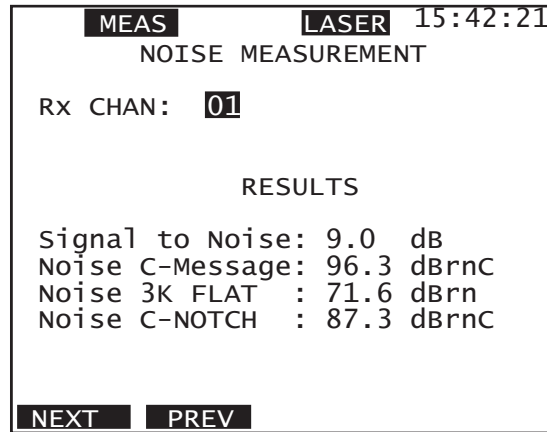 MEAS LASER 15:42:21
NOISE MEASUREMENT
Rx CHAN: 01
RESULTS
Signal to Noise: 9.0 dB
Noise C-Message: 96.3 dBrnC
Noise 3K FLAT : 71.6 dBrn
Noise C-NOTCH : 87.3 dBrnC
NEXT PREV